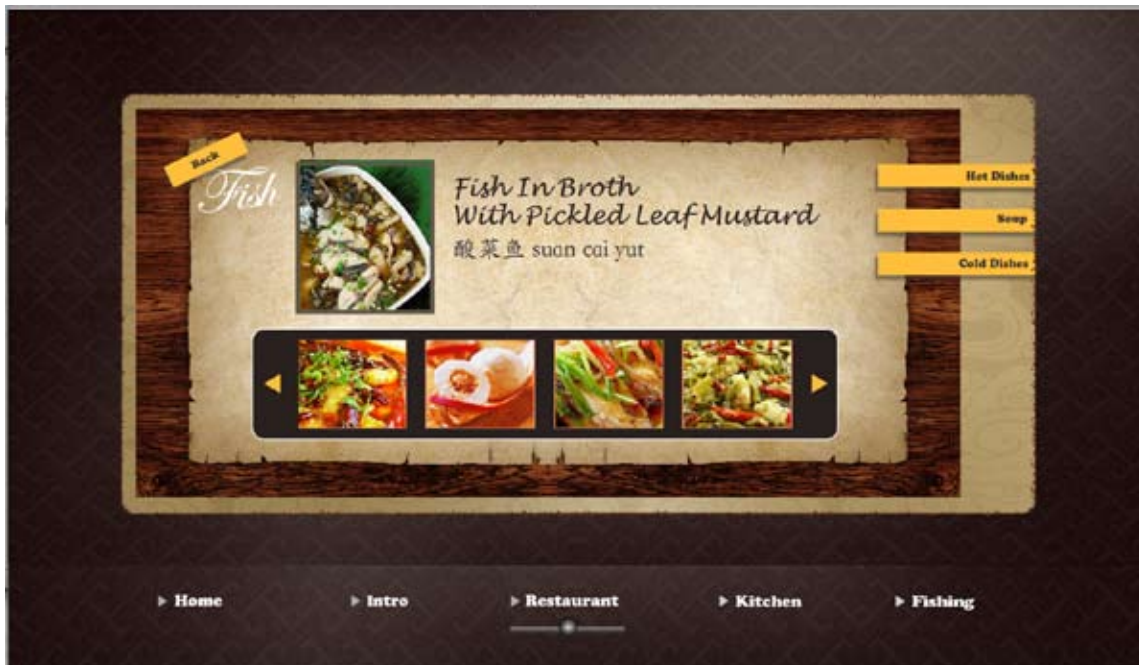 Back
Fish
Fish In Broth
With Pickled Leaf Mustard
酸菜鱼 suan cai yut
Hot Dishes
Soup
Cold Dishes
Home
Intro
Restaurant
Kitchen
Fishing